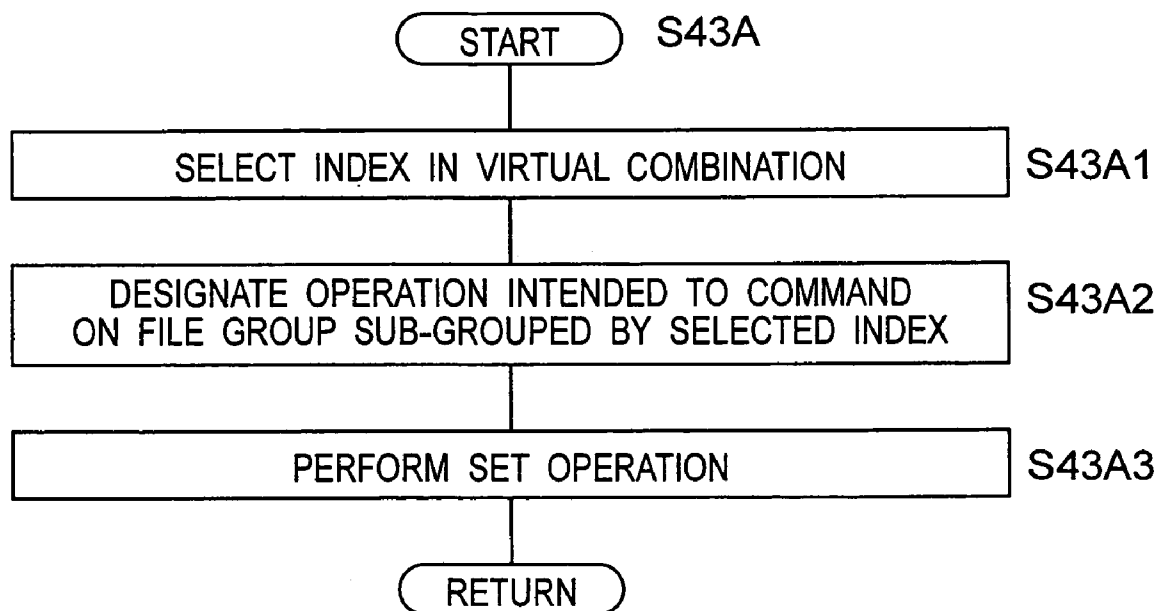 START S43A
SELECT INDEX IN VIRTUAL COMBINATION S43A1
DESIGNATE OPERATION INTENDED TO COMMAND
ON FILE GROUP SUB-GROUPED BY SELECTED INDEX S43A2
PERFORM SET OPERATION S43A3
RETURN